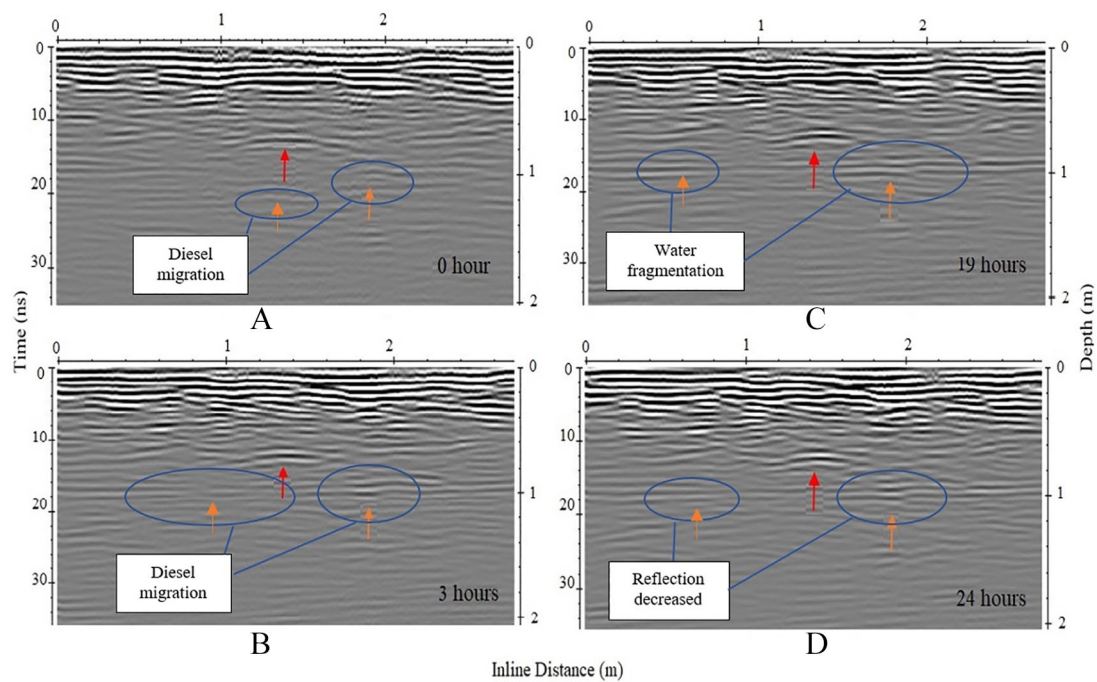 0 1 2
0 0
10
1
20
30
2
Diesel
migration
0 hour
A
0 1 2
0 0
10
1
20
30
2
Water
fragmentation
19 hours
C
Time (ns)
Depth (m)
0 1 2
0 0
10
1
20
30
2
Diesel
migration
3 hours
B
0 1 2
0 0
10
1
20
30
2
Reflection
decreased
24 hours
D
Inline Distance (m)